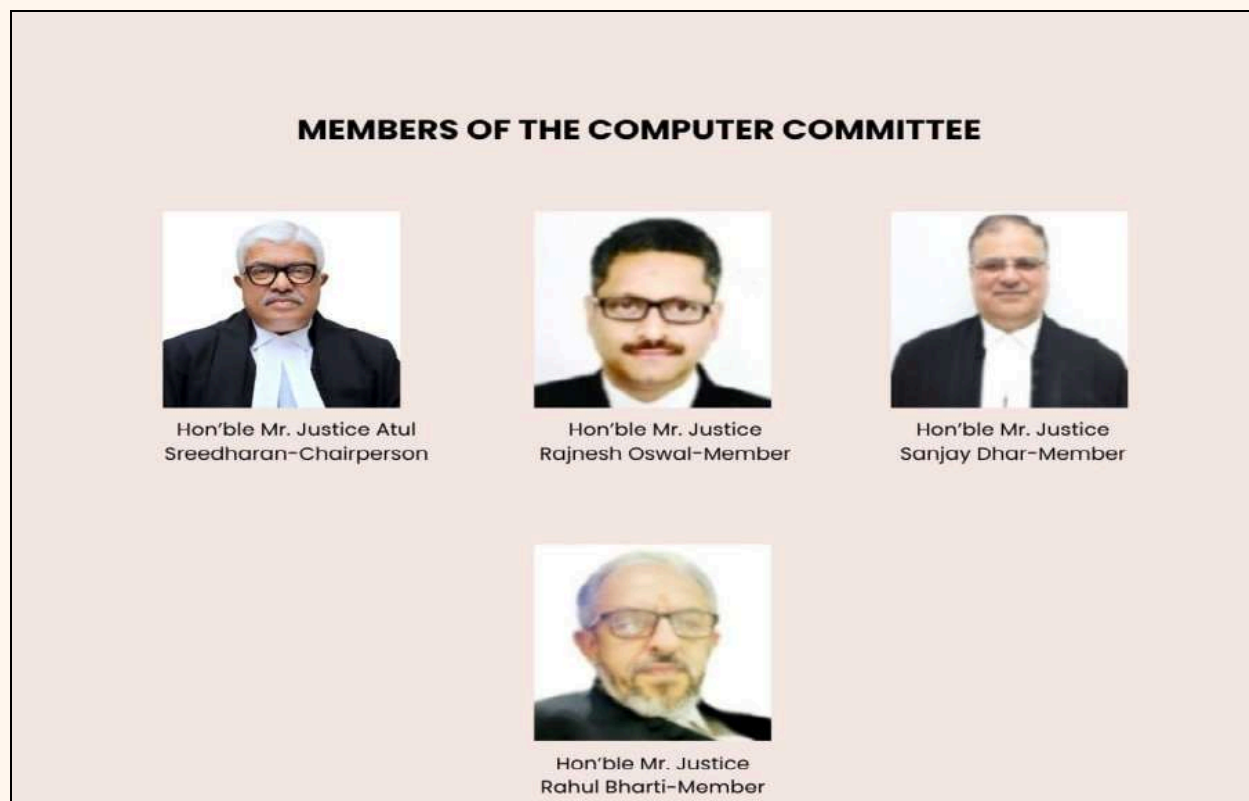 MEMBERS OF THE COMPUTER COMMITTEE
Hon’ble Mr. Justice Atul
Sreedharan-Chairperson
Hon’ble Mr. Justice
Rajnesh Oswal-Member
Hon’ble Mr. Justice
Sanjay Dhar-Member
Hon’ble Mr. Justice
Rahul Bharti-Member